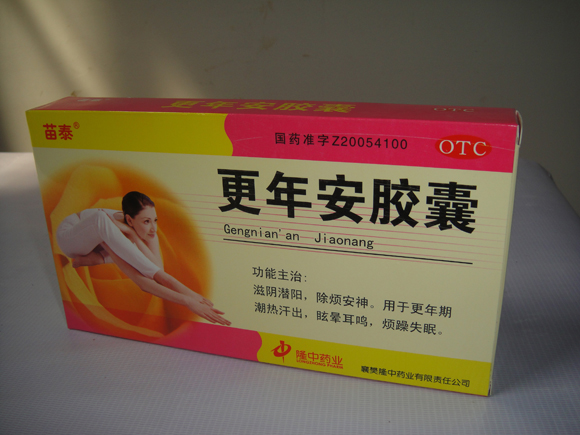 更年安胶囊
OTC
苗泰®
国药准字Z20054100
OTC
更年安胶囊
Gengnian'an Jiaonang
功能主治:
滋阴潜阳,除烦安神。用于更年期
潮热汗出,眩晕耳鸣,烦躁失眠。
隆中药业
襄樊隆中药业有限责任公司